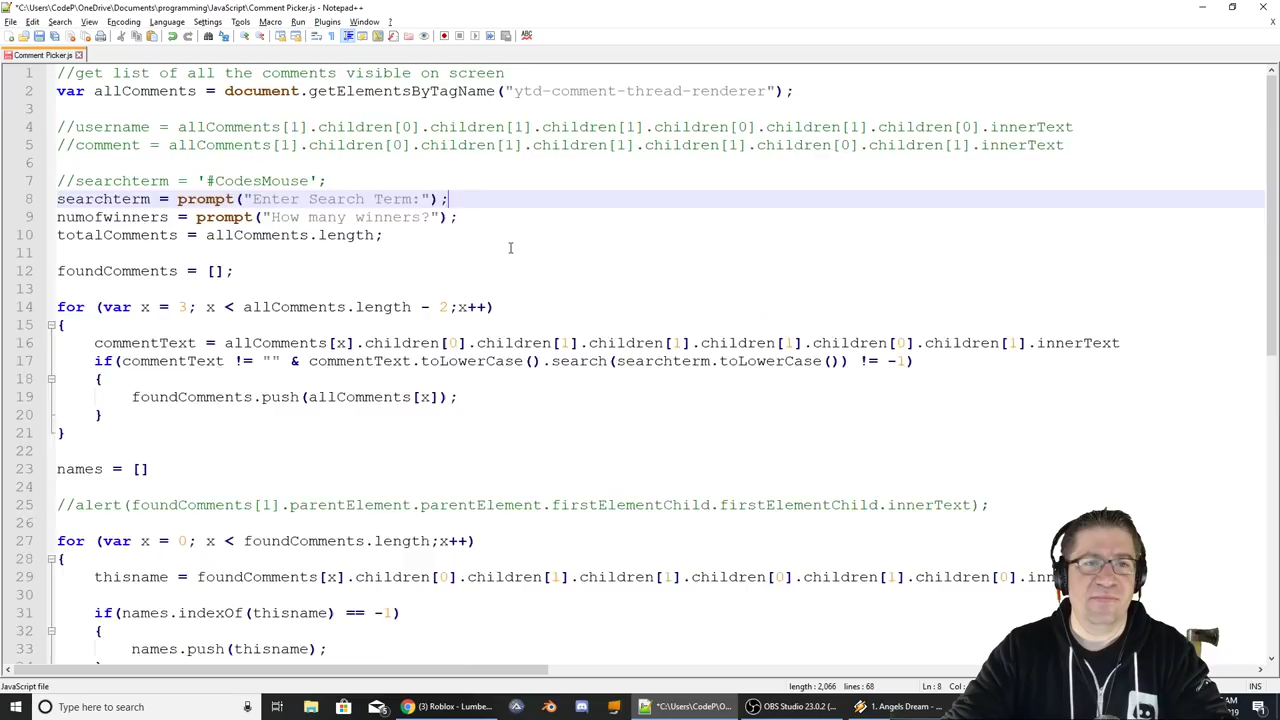 *C:\Users\CodeP\OneDrive\Documents\programming\JavaScript\Comment Picker.js - Notepad++
File Edit Search View Encoding Language Settings Tools Macro Run Plugins Window ?
Comment Picker.js
1 //get list of all the comments visible on screen
2 var allComments = document.getElementsByTagName("ytd-comment-thread-renderer");
3
4 //username = allComments[1].children[0].children[1].children[1].children[0].children[1].children[0].innerText
5 //comment = allComments[1].children[0].children[1].children[1].children[1].children[0].children[1].innerText
6
7 //searchterm = '#CodesMouse';
8 searchterm = prompt("Enter Search Term:");
9 numofwinners = prompt("How many winners?");
10 totalComments = allComments.length;
11
12 foundComments = [];
13
14 for (var x = 3; x < allComments.length - 2;x++)
15 {
16 commentText = allComments[x].children[0].children[1].children[1].children[1].children[0].children[1].innerText
17 if(commentText != "" & commentText.toLowerCase().search(searchterm.toLowerCase()) != -1)
18 {
19 foundComments.push(allComments[x]);
20 }
21 }
22
23 names = []
24
25 //alert(foundComments[1].parentElement.parentElement.firstElementChild.firstElementChild.innerText);
26
27 for (var x = 0; x < foundComments.length;x++)
28 {
29 thisname = foundComments[x].children[0].children[1].children[1].children[0].children[1].children[0].inn
30
31 if(names.indexOf(thisname) == -1)
32 {
33 names.push(thisname);
JavaScript file length : 2,066 lines : 68 Ln : 8 Col : INS
Type here to search (3) Roblox - Lumbe... *C:\Users\CodeP\O... OBS Studio 23.0.2 (... 1. Angels Dream - ...